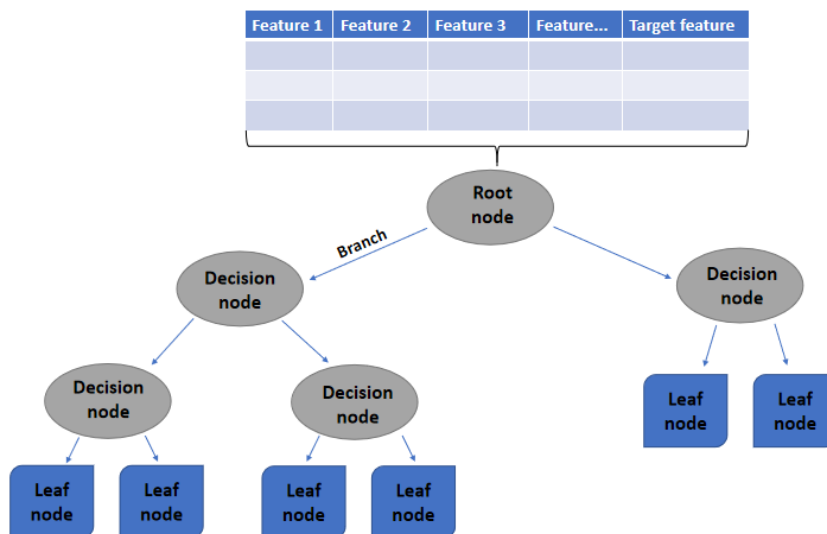 Feature 1 Feature 2 Feature 3 Feature... Target feature
Root
node
Branch
Decision
node
Decision
node
Decision
node
Decision
node
Leaf
node
Leaf
node
Leaf
node
Leaf
node
Leaf
node
Leaf
node